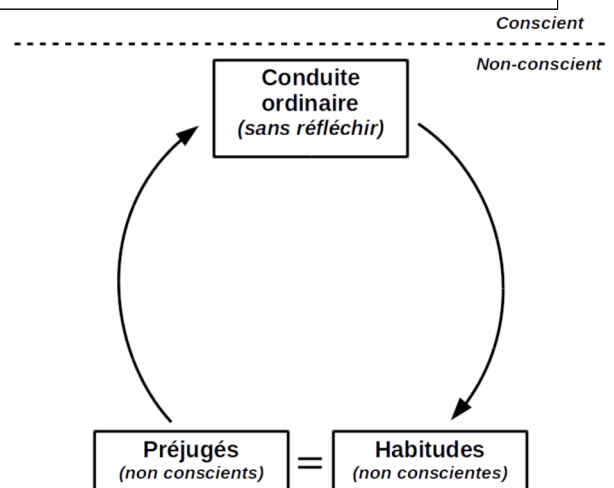 Conscient
Non-conscient
Conduite
ordinaire
(sans réfléchir)
Préjugés
(non conscients)
=
Habitudes
(non conscientes)